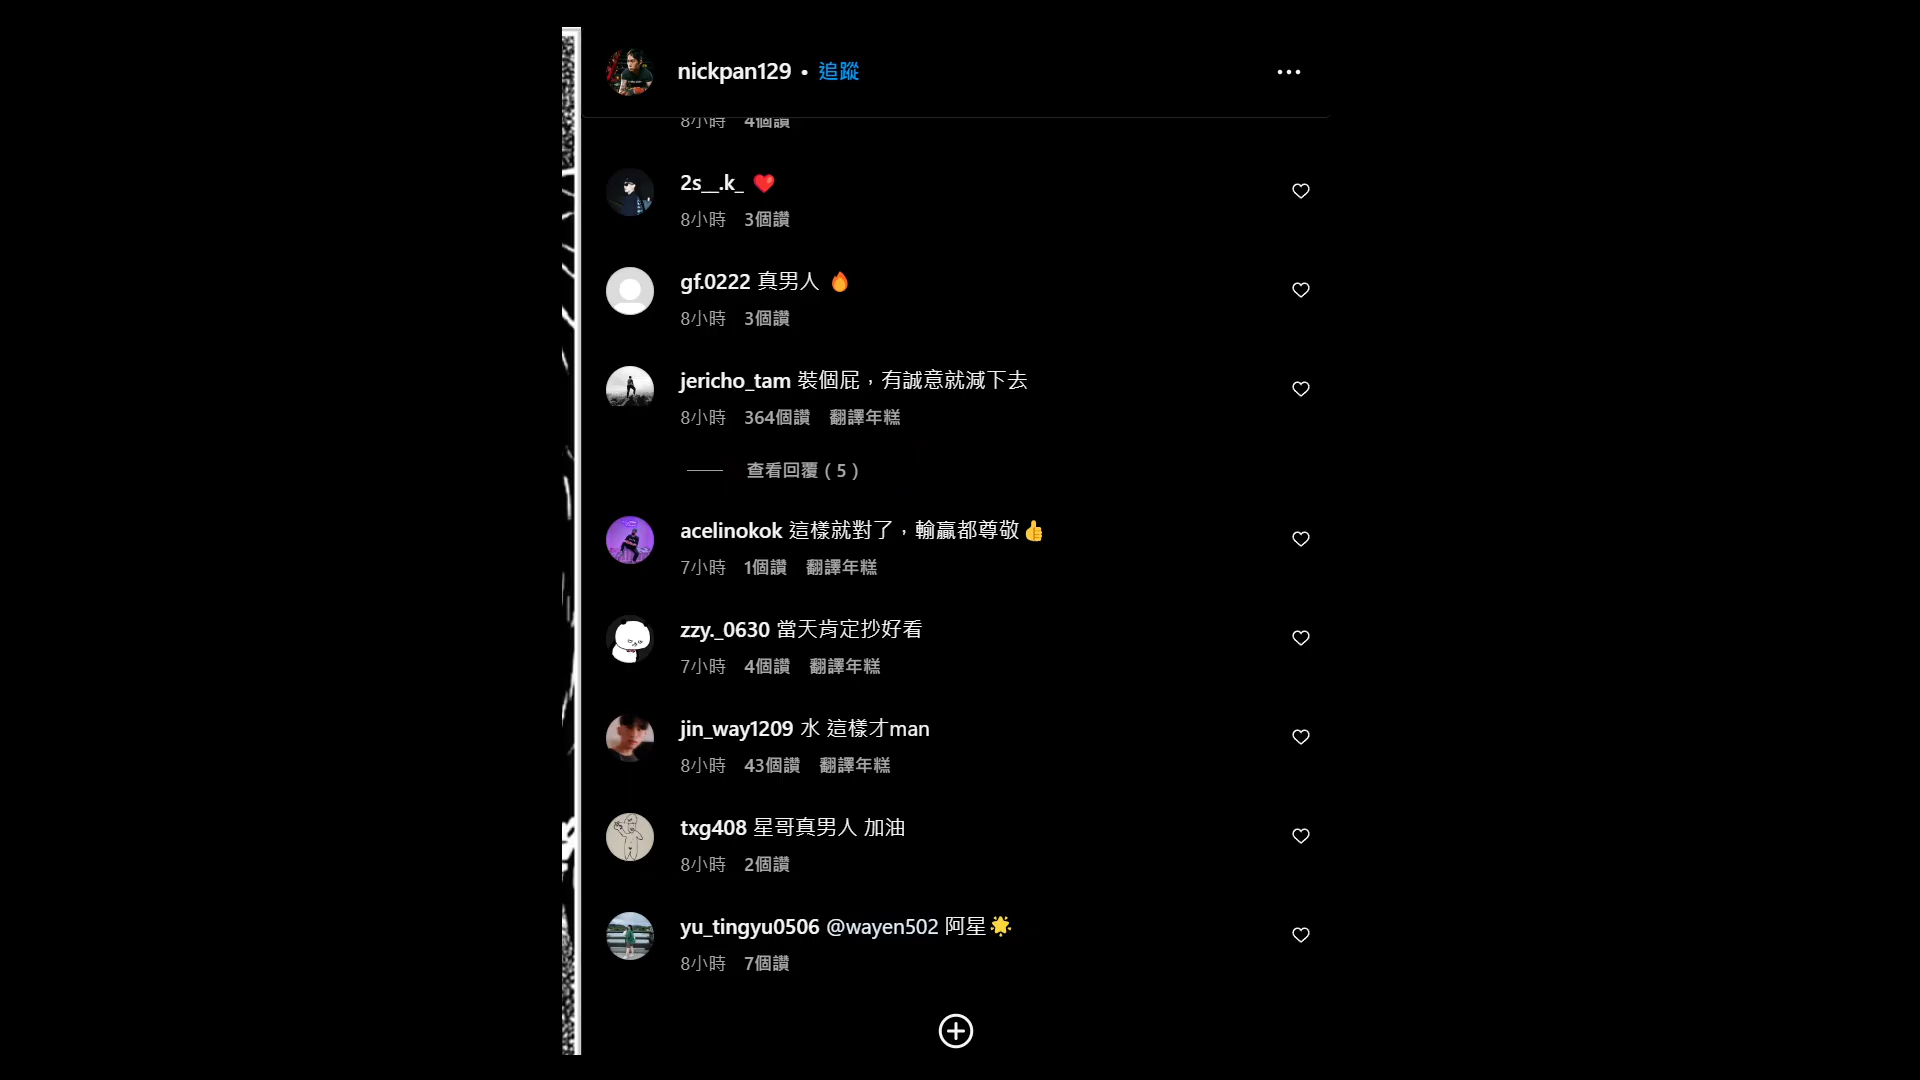 nickpan129 • 追蹤
8小時 4個讚
2s__.k_ ❤️
8小時 3個讚
gf.0222 真男人 🔥
8小時 3個讚
jericho_tam 裝個屁，有誠意就減下去
8小時 364個讚 翻譯年糕
查看回覆（5）
acelinokok 這樣就對了，輸贏都尊敬👍
7小時 1個讚 翻譯年糕
zzy._0630 當天肯定抄好看
7小時 4個讚 翻譯年糕
jin_way1209 水 這樣才man
8小時 43個讚 翻譯年糕
txg408 星哥真男人 加油
8小時 2個讚
yu_tingyu0506 @wayen502 阿星🌟
8小時 7個讚